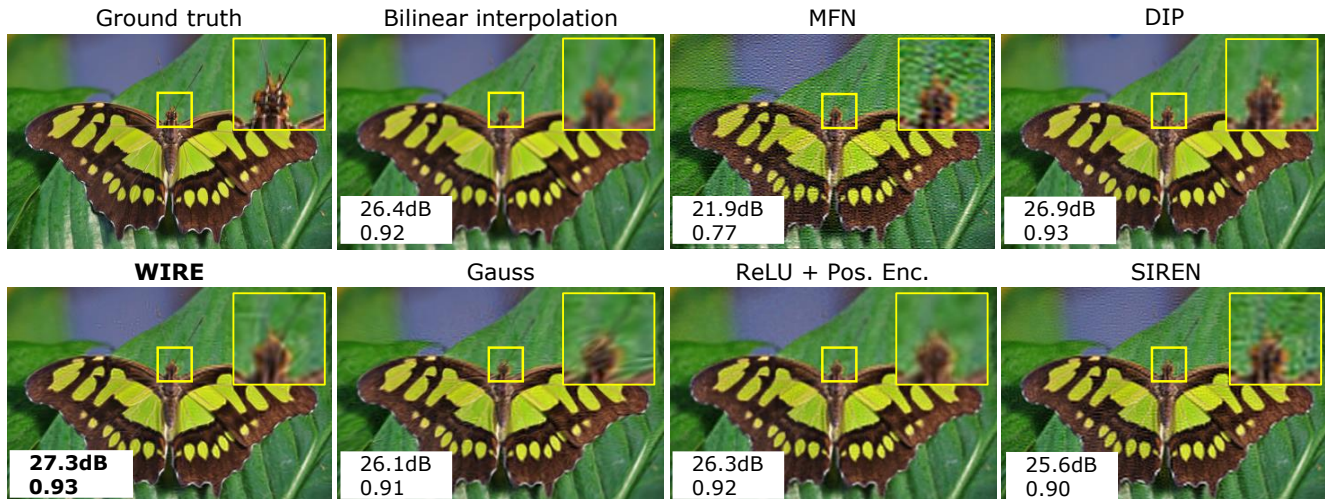 Ground truth
Bilinear interpolation
MFN
DIP
26.4dB
0.92
21.9dB
0.77
26.9dB
0.93
WIRE
Gauss
ReLU + Pos. Enc.
SIREN
27.3dB
0.93
26.1dB
0.91
26.3dB
0.92
25.6dB
0.90